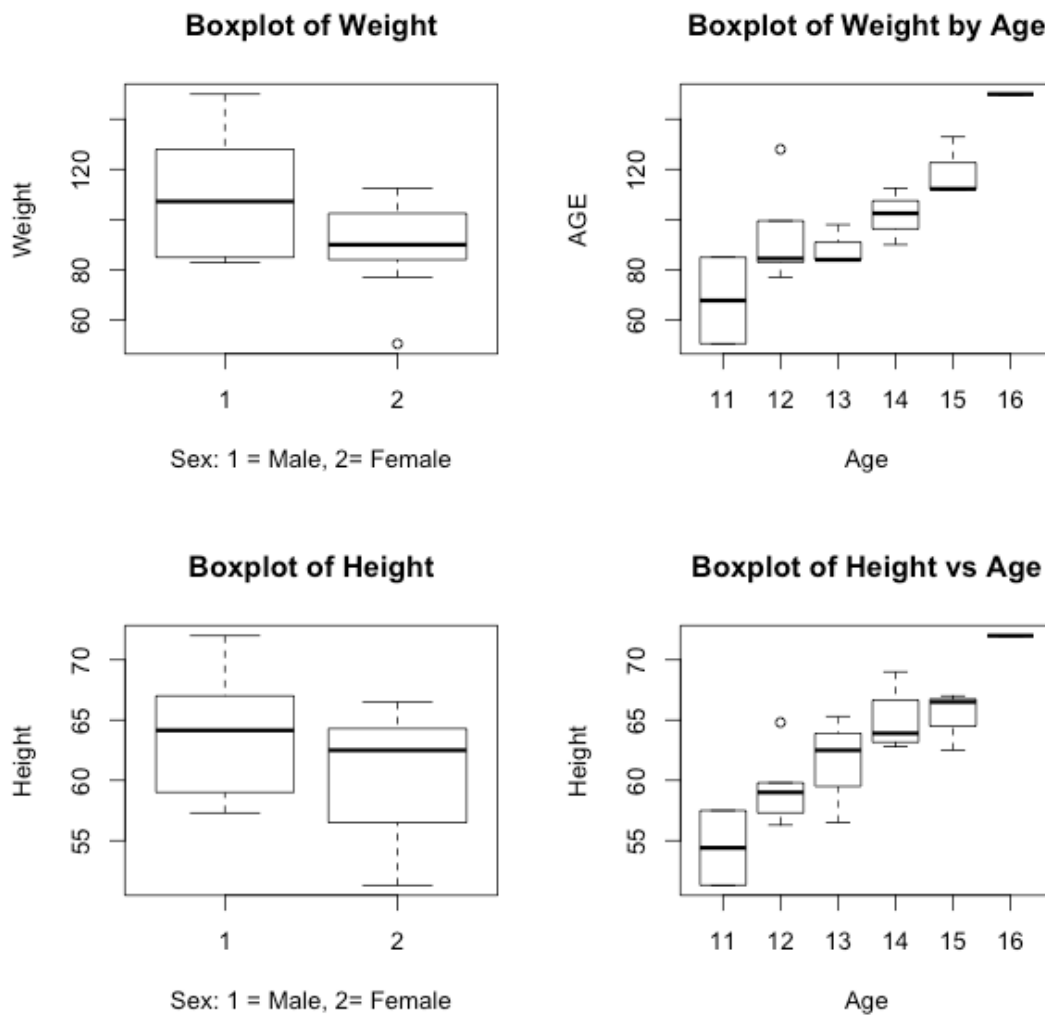 Boxplot of Weight
Weight
60
80
120
1
2
Sex: 1 = Male, 2= Female
Boxplot of Weight by Age
AGE
60
80
120
11 12 13 14 15 16
Age
Boxplot of Height
Height
55
60
65
70
1
2
Sex: 1 = Male, 2= Female
Boxplot of Height vs Age
Height
55
60
65
70
11 12 13 14 15 16
Age